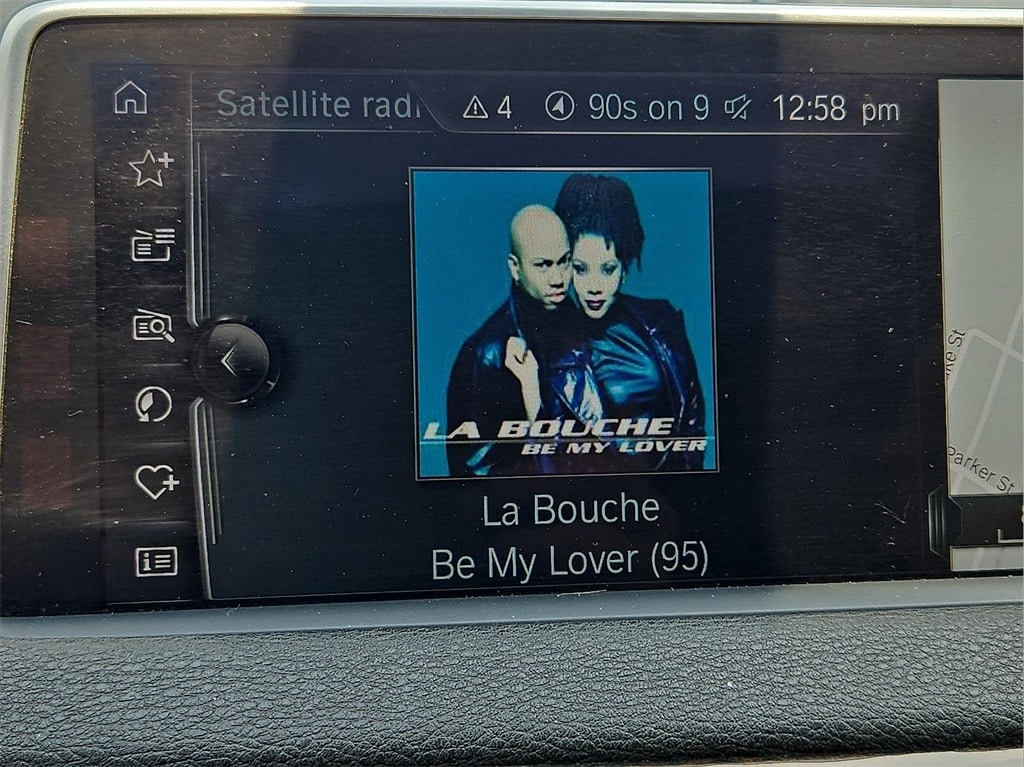 Satellite radi
4
90s on 9
12:58 pm
LA BOUCHE
BE MY LOVER
La Bouche
Be My Lover (95)
Parker St